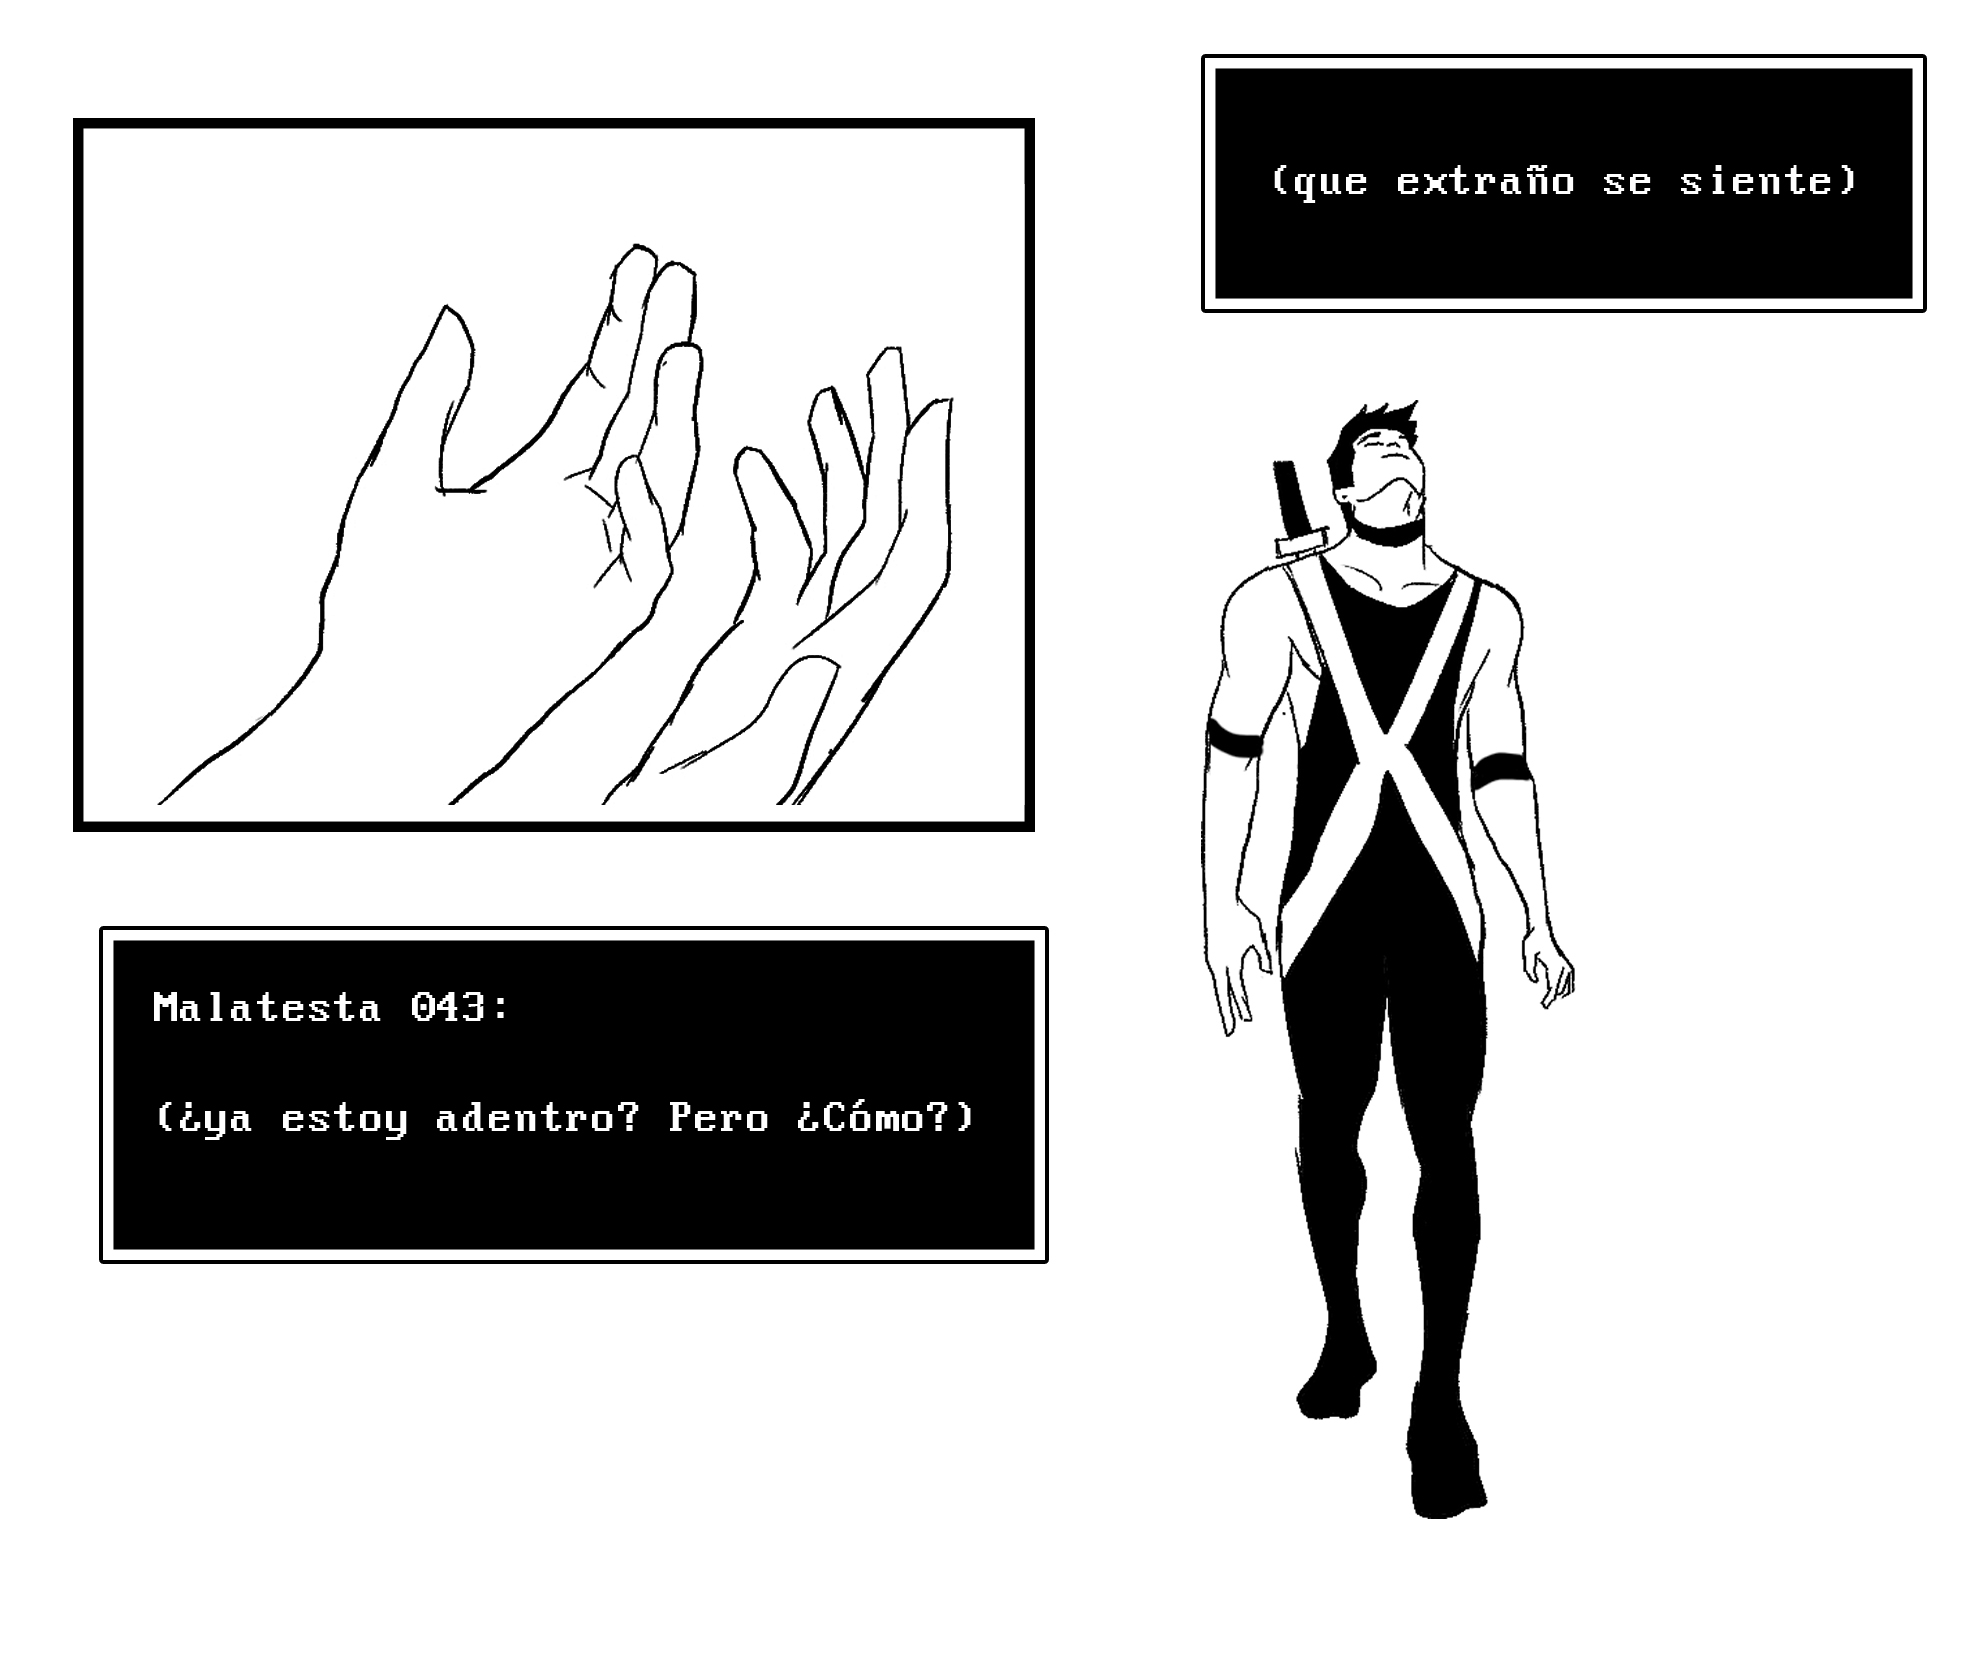 Malatesta 043:
(¿ya estoy adentro? Pero ¿Cómo?)
(que extraño se siente)